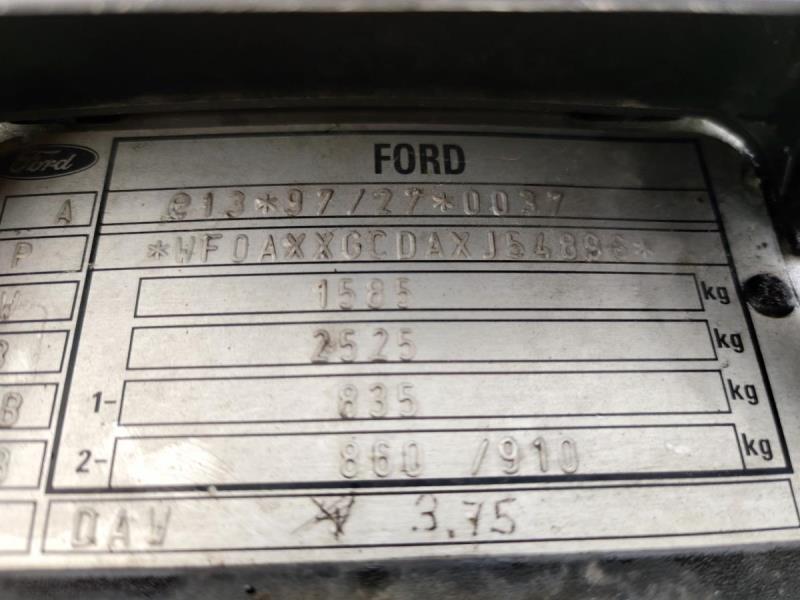 Ford
FORD
A e13*97/27*0037
P *WF0AXXGCDAXJ54896*
W 1585 kg
2525 kg
B 1- 835 kg
2- 860 /910 kg
DAW 3.75